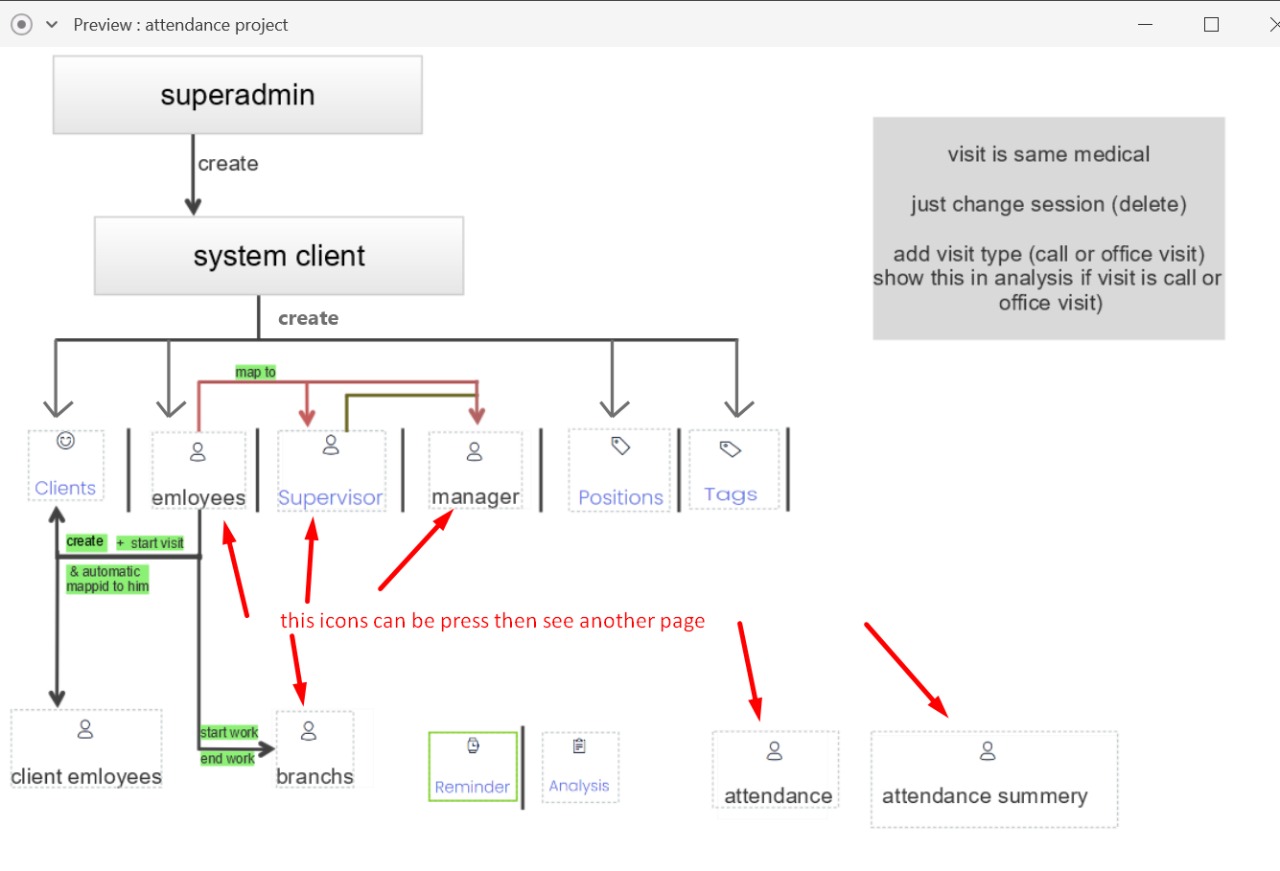 Preview : attendance project
superadmin
create
system client
create
visit is same medical
just change session (delete)
add visit type (call or office visit)
show this in analysis if visit is call or
office visit)
map to
Clients
emloyees
Supervisor
manager
Positions
Tags
create + start visit
& automatic
mappid to him
this icons can be press then see another page
start work
end work
client emloyees
branchs
Reminder
Analysis
attendance
attendance summery